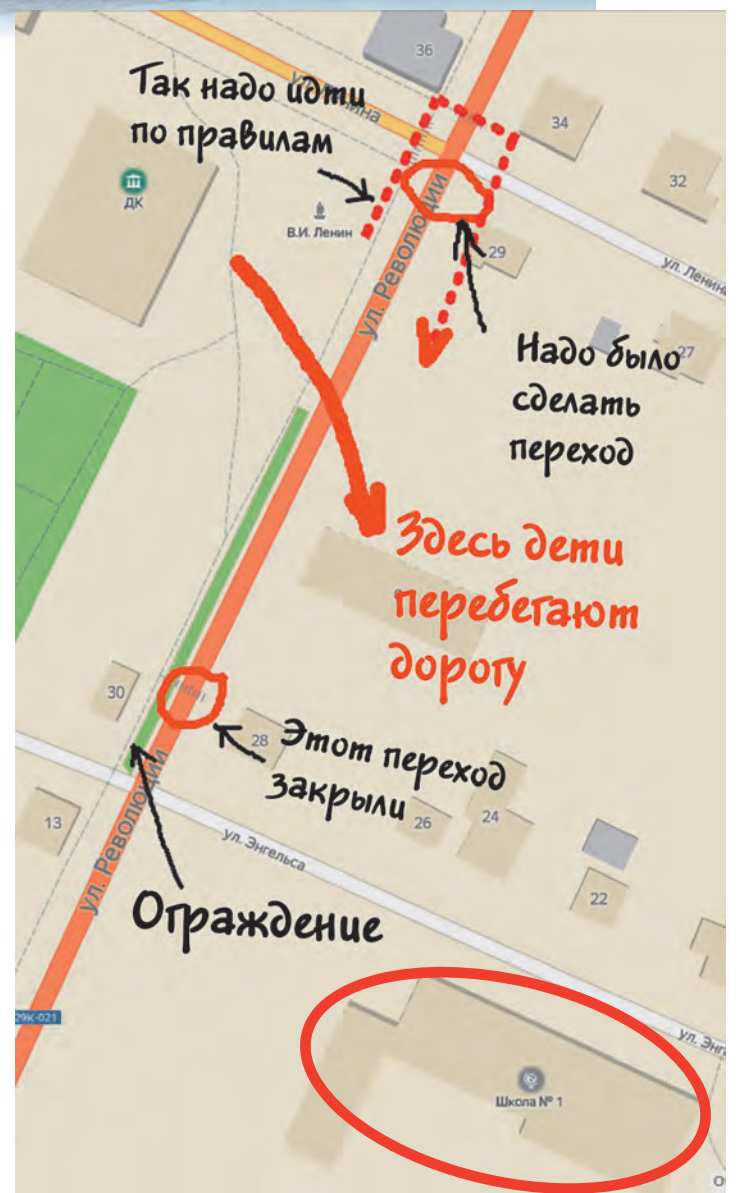 36
Так надо идти
по правилам
34
ДК
32
В.И. Ленин
ул. Революции
29
ул. Ленина
27
Надо было
сделать
переход
Здесь дети
перебегают
дорогу
30
28
Этот переход
закрыли
26
24
13
ул. Революции
ул. Энгельса
22
Ограждение
29К-021
Школа № 1